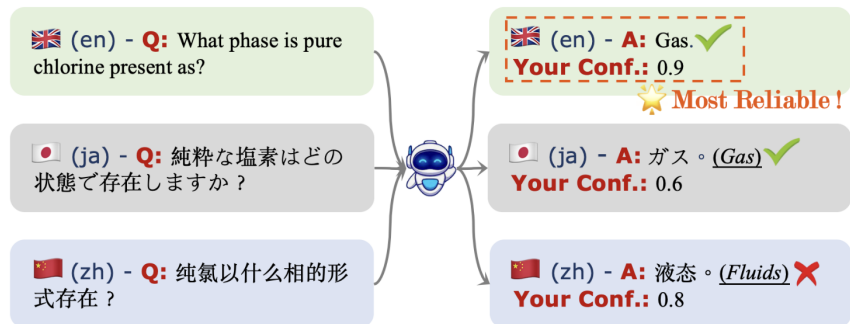 (en) - Q: What phase is pure
chlorine present as?
(ja) - Q: 純粋な塩素はどの
状態で存在しますか ?
(zh) - Q: 纯氯以什么相的形
式存在 ?
(en) - A: Gas.
Your Conf.: 0.9
Most Reliable !
(ja) - A: ガス。(Gas)
Your Conf.: 0.6
(zh) - A: 液态。(Fluids)
Your Conf.: 0.8